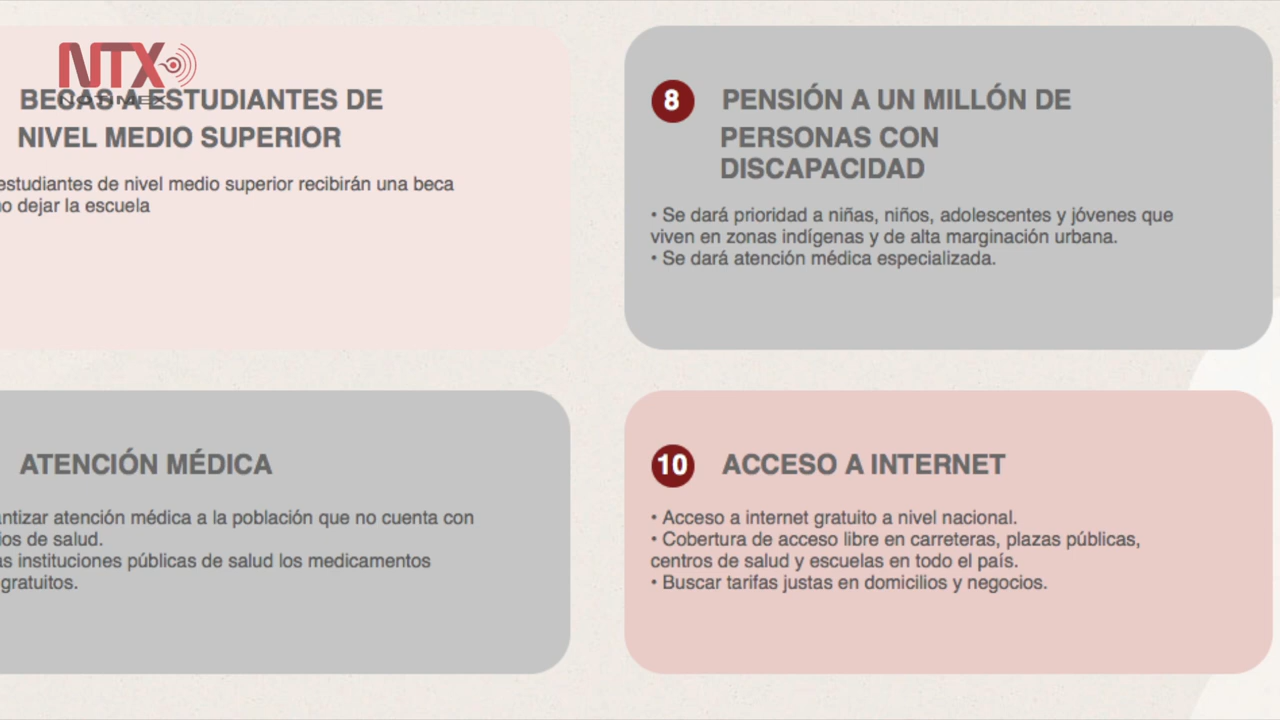 NTX
NOTIMEX
BECAS A ESTUDIANTES DE
NIVEL MEDIO SUPERIOR
estudiantes de nivel medio superior recibirán una beca
no dejar la escuela
8 PENSIÓN A UN MILLÓN DE
PERSONAS CON
DISCAPACIDAD
• Se dará prioridad a niñas, niños, adolescentes y jóvenes que
viven en zonas indígenas y de alta marginación urbana.
• Se dará atención médica especializada.
ATENCIÓN MÉDICA
antizar atención médica a la población que no cuenta con
ios de salud.
as instituciones públicas de salud los medicamentos
gratuitos.
10 ACCESO A INTERNET
• Acceso a internet gratuito a nivel nacional.
• Cobertura de acceso libre en carreteras, plazas públicas,
centros de salud y escuelas en todo el país.
• Buscar tarifas justas en domicilios y negocios.